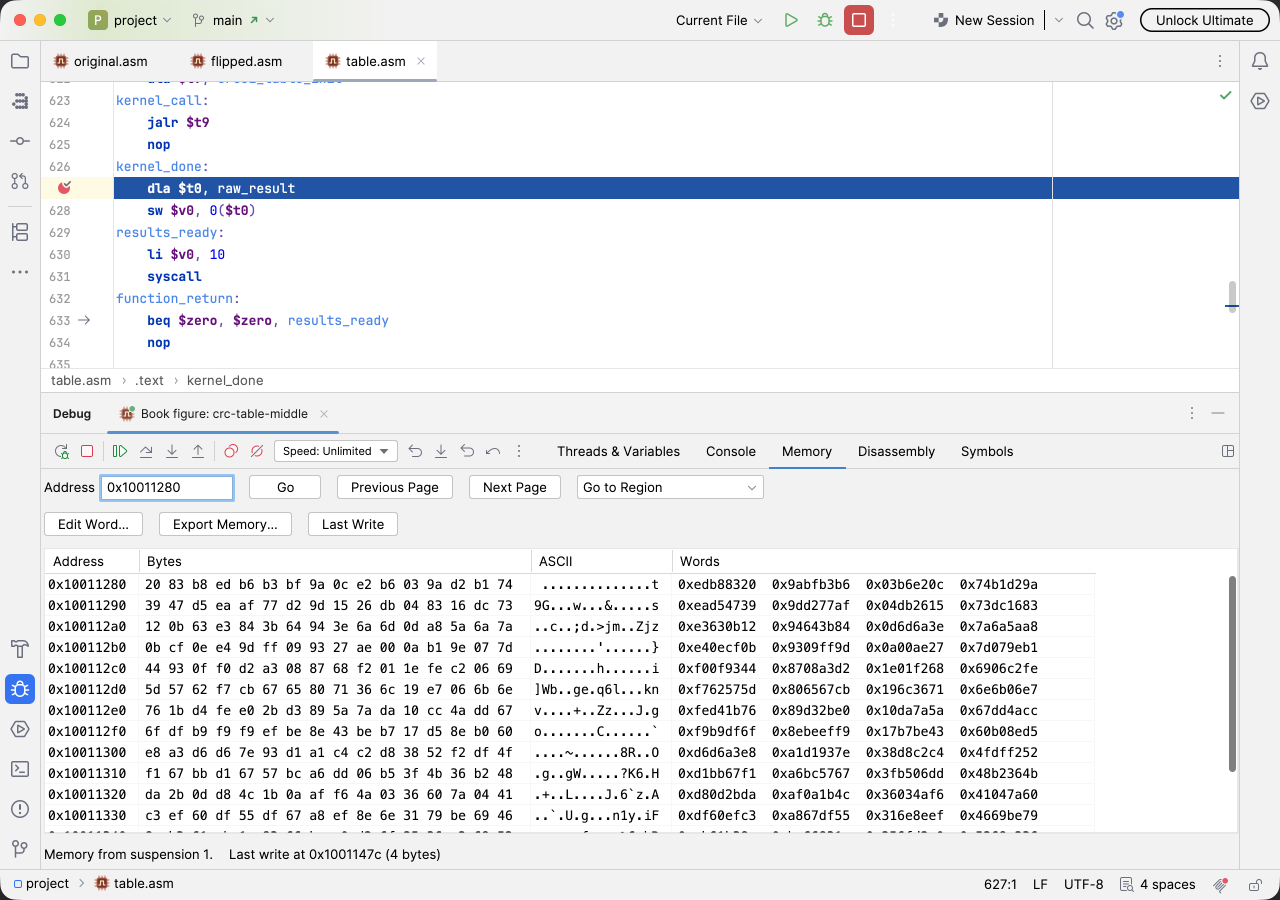 P project main Current File New Session Unlock Ultimate
original.asm flipped.asm table.asm
623 kernel_call:
624 jalr $t9
625 nop
626 kernel_done:
dla $t0, raw_result
628 sw $v0, 0($t0)
629 results_ready:
630 li $v0, 10
631 syscall
632 function_return:
633 beq $zero, $zero, results_ready
634 nop
635
table.asm › .text › kernel_done
Debug Book figure: crc-table-middle
Speed: Unlimited Threads & Variables Console Memory Disassembly Symbols
Address 0x10011280 Go Previous Page Next Page Go to Region
Edit Word... Export Memory... Last Write
Address Bytes ASCII Words
0x10011280 20 83 b8 ed b6 b3 bf 9a 0c e2 b6 03 9a d2 b1 74 ..............t 0xedb88320 0x9abfb3b6 0x03b6e20c 0x74b1d29a
0x10011290 39 47 d5 ea af 77 d2 9d 15 26 db 04 83 16 dc 73 9G...w...&.....s 0xead54739 0x9dd277af 0x04db2615 0x73dc1683
0x100112a0 12 0b 63 e3 84 3b 64 94 3e 6a 6d 0d a8 5a 6a 7a ..c..;d.>jm..Zjz 0xe3630b12 0x94643b84 0x0d6d6a3e 0x7a6a5aa8
0x100112b0 0b cf 0e e4 9d ff 09 93 27 ae 00 0a b1 9e 07 7d ........'......} 0xe40ecf0b 0x9309ff9d 0x0a00ae27 0x7d079eb1
0x100112c0 44 93 0f f0 d2 a3 08 87 68 f2 01 1e fe c2 06 69 D.......h......i 0xf00f9344 0x8708a3d2 0x1e01f268 0x6906c2fe
0x100112d0 5d 57 62 f7 cb 67 65 80 71 36 6c 19 e7 06 6b 6e ]Wb..ge.q6l...kn 0xf762575d 0x806567cb 0x196c3671 0x6e6b06e7
0x100112e0 76 1b d4 fe e0 2b d3 89 5a 7a da 10 cc 4a dd 67 v....+..Zz...J.g 0xfed41b76 0x89d32be0 0x10da7a5a 0x67dd4acc
0x100112f0 6f df b9 f9 f9 ef be 8e 43 be b7 17 d5 8e b0 60 o.......C......` 0xf9b9df6f 0x8ebeeff9 0x17b7be43 0x60b08ed5
0x10011300 e8 a3 d6 d6 7e 93 d1 a1 c4 c2 d8 38 52 f2 df 4f ....~......8R..O 0xd6d6a3e8 0xa1d1937e 0x38d8c2c4 0x4fdff252
0x10011310 f1 67 bb d1 67 57 bc a6 dd 06 b5 3f 4b 36 b2 48 .g..gW.....?K6.H 0xd1bb67f1 0xa6bc5767 0x3fb506dd 0x48b2364b
0x10011320 da 2b 0d d8 4c 1b 0a af f6 4a 03 36 60 7a 04 41 .+..L....J.6`z.A 0xd80d2bda 0xaf0a1b4c 0x36034af6 0x41047a60
0x10011330 c3 ef 60 df 55 df 67 a8 ef 8e 6e 31 79 be 69 46 ..`.U.g...n1y.iF 0xdf60efc3 0xa867df55 0x316e8eef 0x4669be79
Memory from suspension 1. Last write at 0x1001147c (4 bytes)
project › table.asm 627:1 LF UTF-8 4 spaces